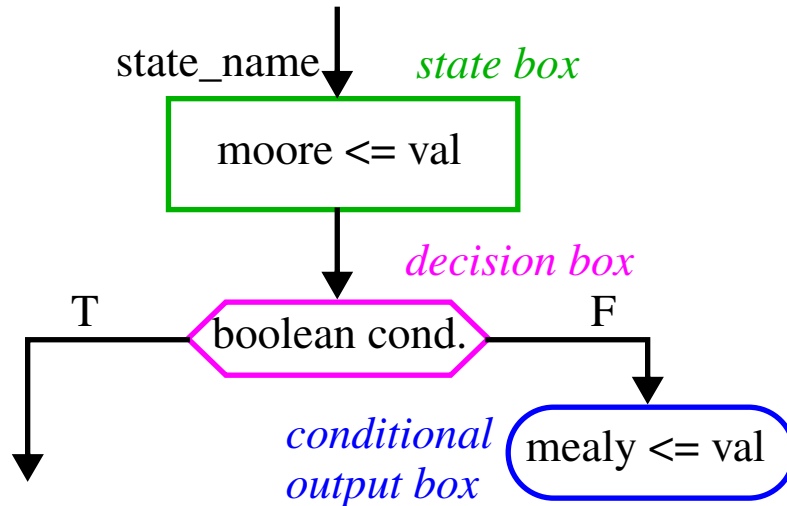 state_name
state box
moore <= val
decision box
T
boolean cond.
F
conditional
output box
mealy <= val